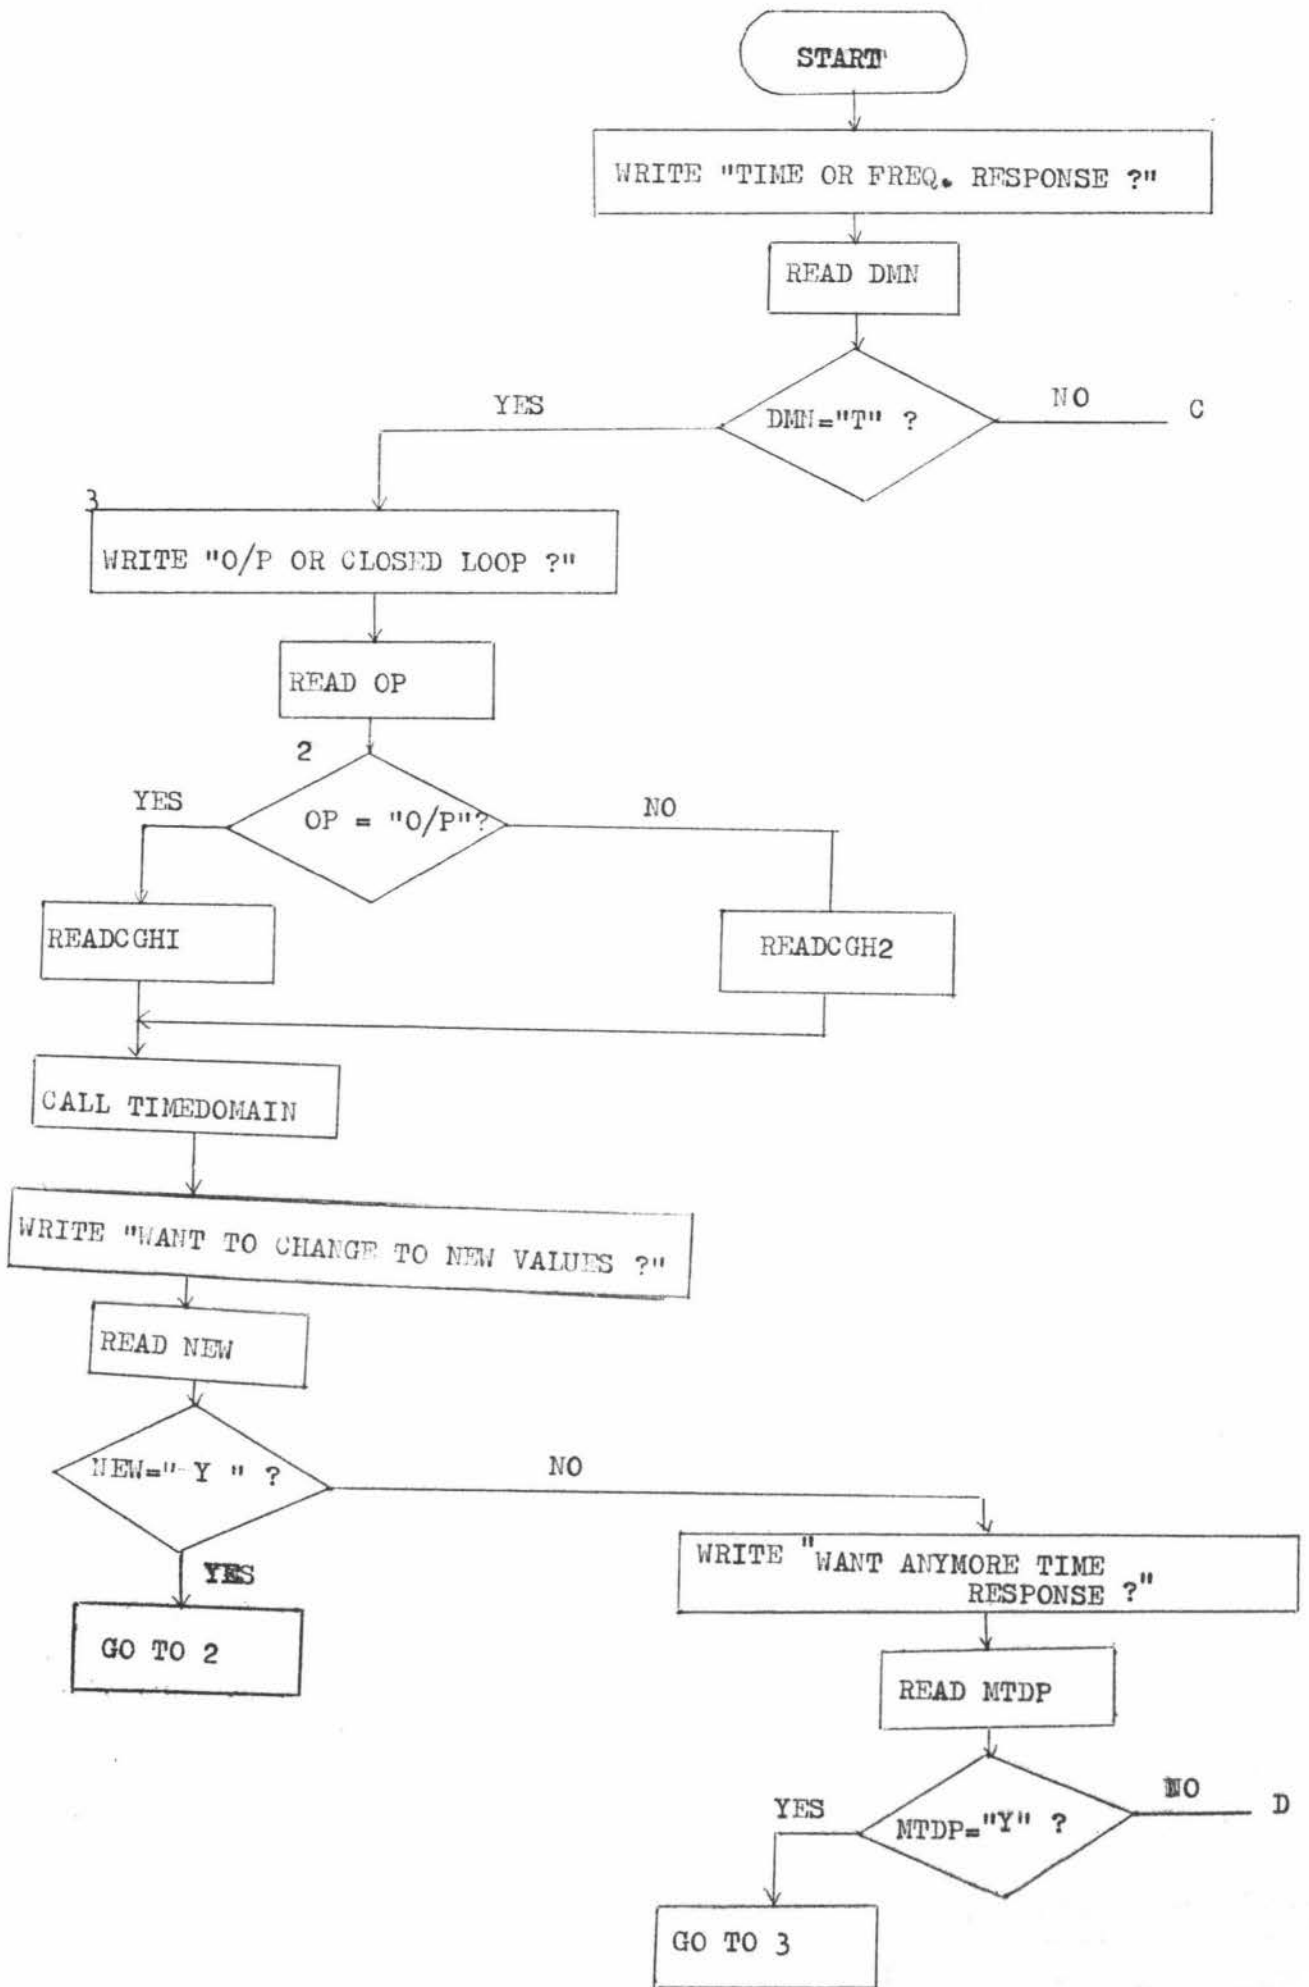 START
WRITE "TIME OR FREQ. RESPONSE ?"
READ DMN
DMN="T" ?
YES
NO
C
3
WRITE "O/P OR CLOSED LOOP ?"
READ OP
2
OP = "O/P"?
YES
NO
READCGHI
READCGH2
CALL TIMEDOMAIN
WRITE "WANT TO CHANGE TO NEW VALUES ?"
READ NEW
NEW="-Y " ?
NO
YES
GO TO 2
WRITE "WANT ANYMORE TIME
RESPONSE ?"
READ MTDP
MTDP="Y" ?
YES
NO
D
GO TO 3